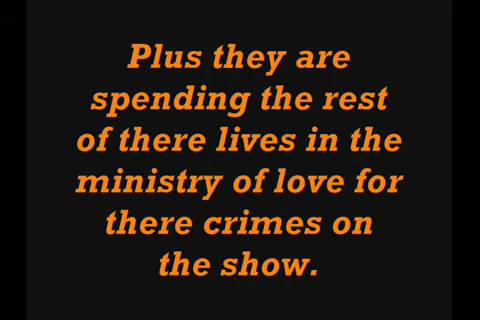 Plus they are
spending the rest
of there lives in the
ministry of love for
there crimes on
the show.